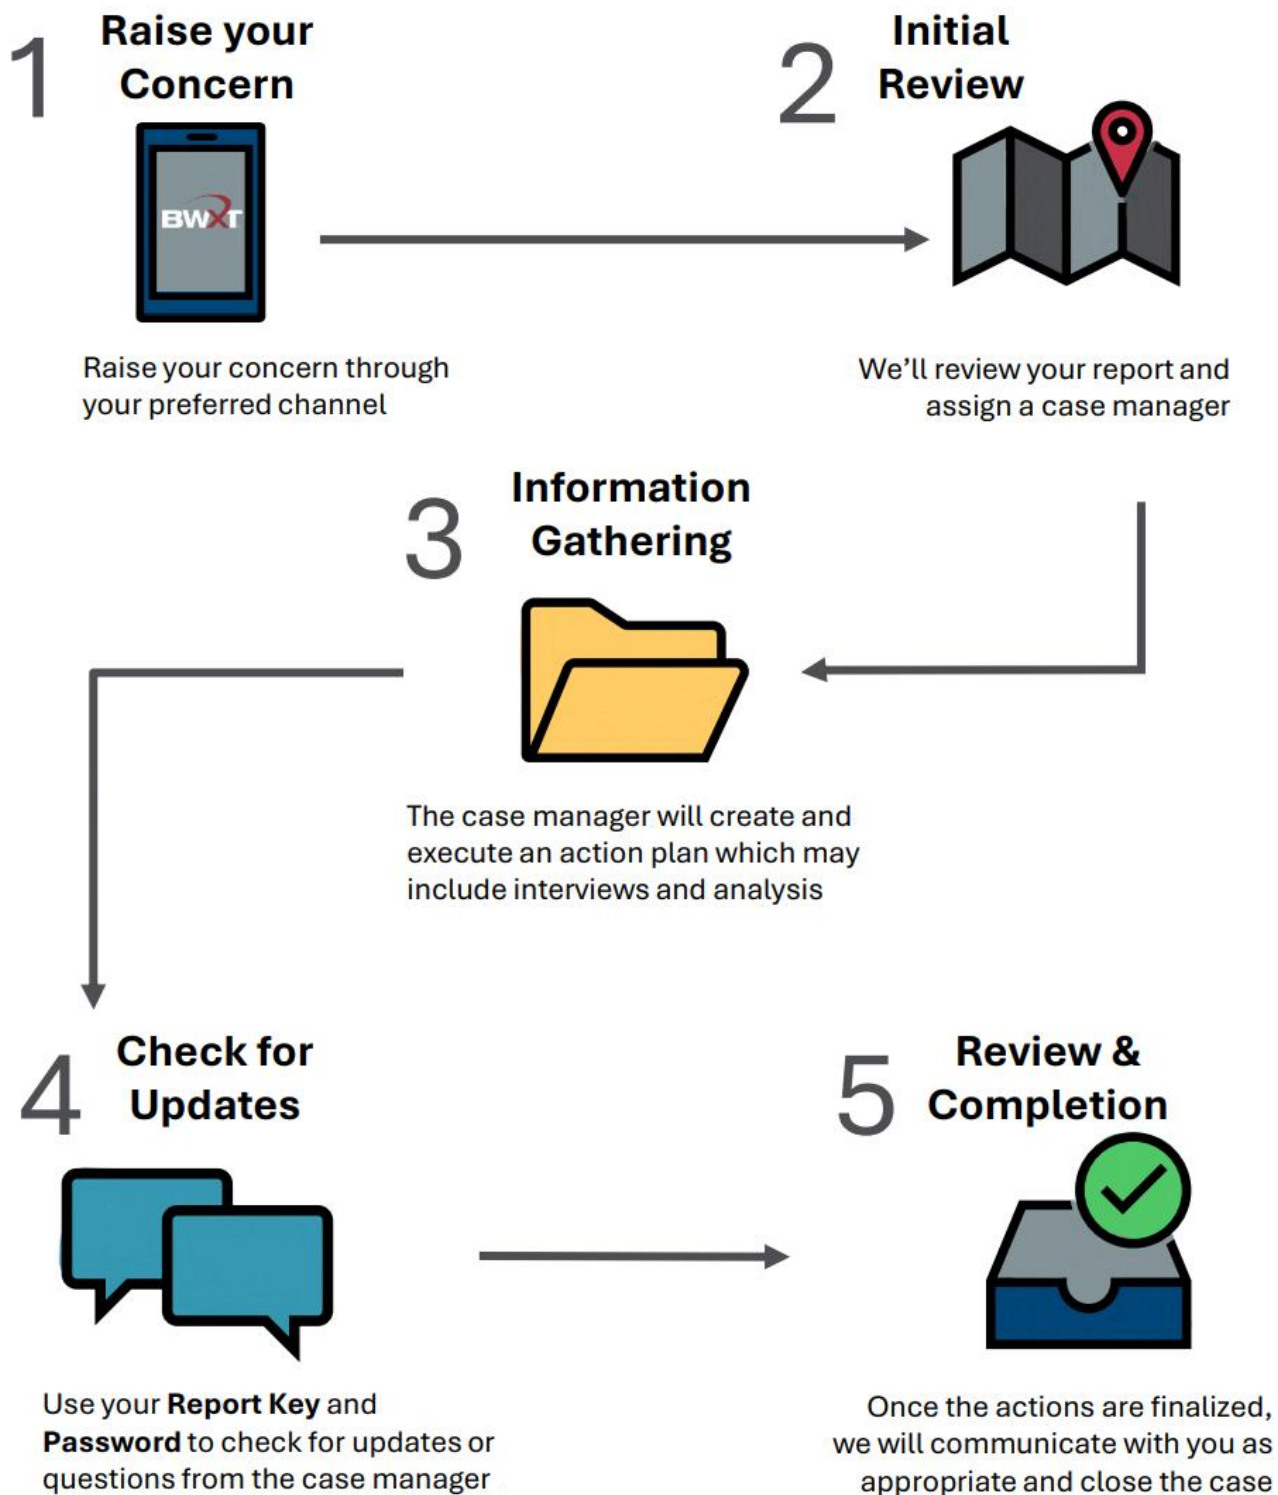 1
Raise your
Concern
BWXT
Raise your concern through
your preferred channel
2
Initial
Review
We'll review your report and
assign a case manager
3
Information
Gathering
The case manager will create and
execute an action plan which may
include interviews and analysis
4
Check for
Updates
Use your Report Key and
Password to check for updates or
questions from the case manager
5
Review &
Completion
Once the actions are finalized,
we will communicate with you as
appropriate and close the case